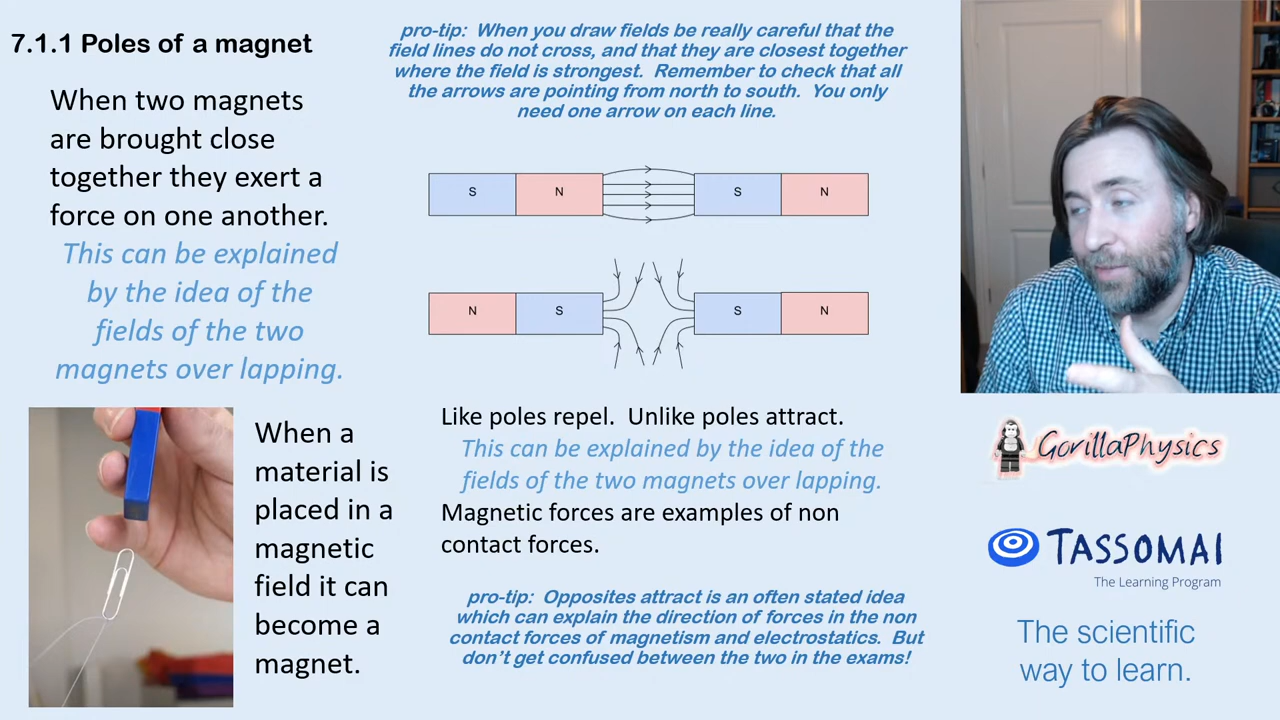 7.1.1 Poles of a magnet
When two magnets
are brought close
together they exert a
force on one another.
This can be explained
by the idea of the
fields of the two
magnets over lapping.
When a
material is
placed in a
magnetic
field it can
become a
magnet.
pro-tip: When you draw fields be really careful that the
field lines do not cross, and that they are closest together
where the field is strongest. Remember to check that all
the arrows are pointing from north to south. You only
need one arrow on each line.
S N S N
N S S N
Like poles repel. Unlike poles attract.
This can be explained by the idea of the
fields of the two magnets over lapping.
Magnetic forces are examples of non
contact forces.
pro-tip: Opposites attract is an often stated idea
which can explain the direction of forces in the non
contact forces of magnetism and electrostatics. But
don't get confused between the two in the exams!
GorillaPhysics
TASSOMAI
The Learning Program
The scientific
way to learn.